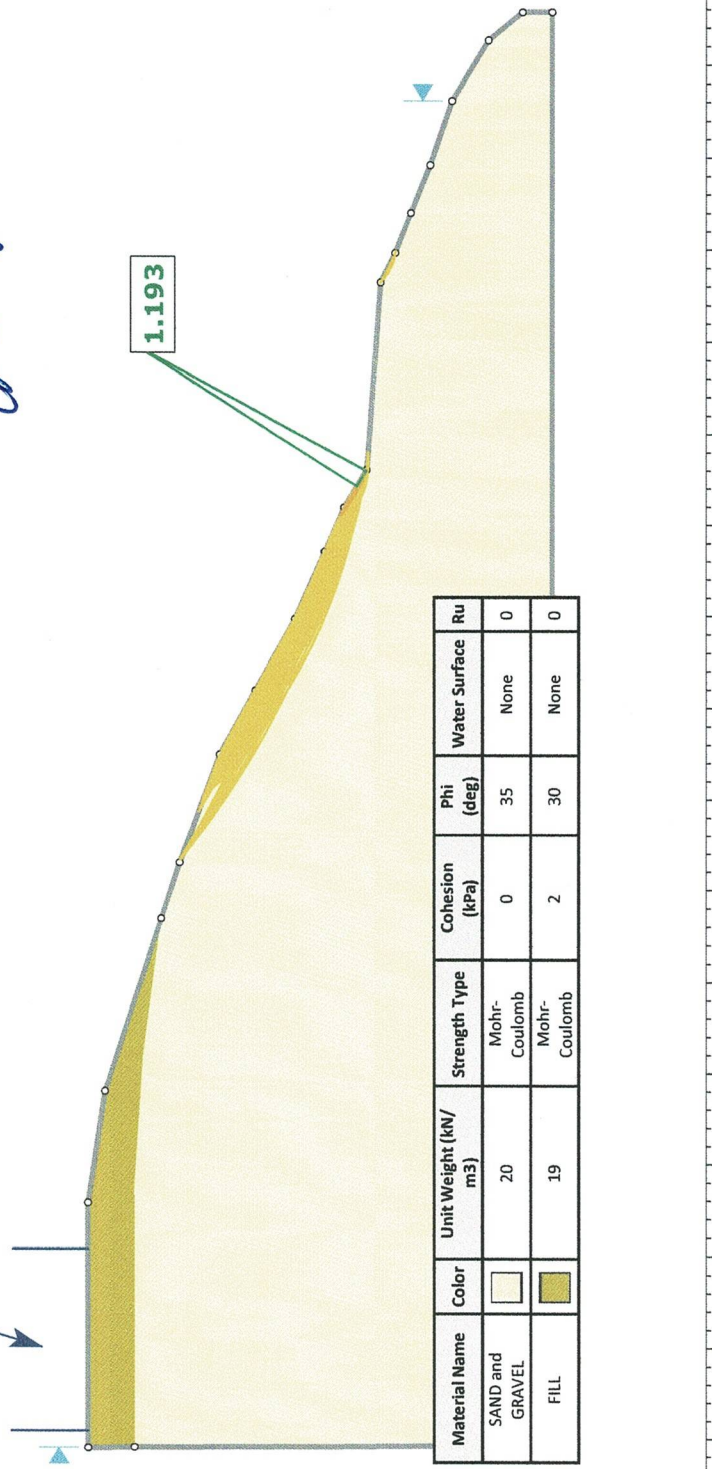 1.193
Material Name Color Unit Weight (kN/ m3) Strength Type Cohesion (kPa) Phi (deg) Water Surface Ru
SAND and GRAVEL 20 Mohr- Coulomb 0 35 None 0
FILL 19 Mohr- Coulomb 2 30 None 0